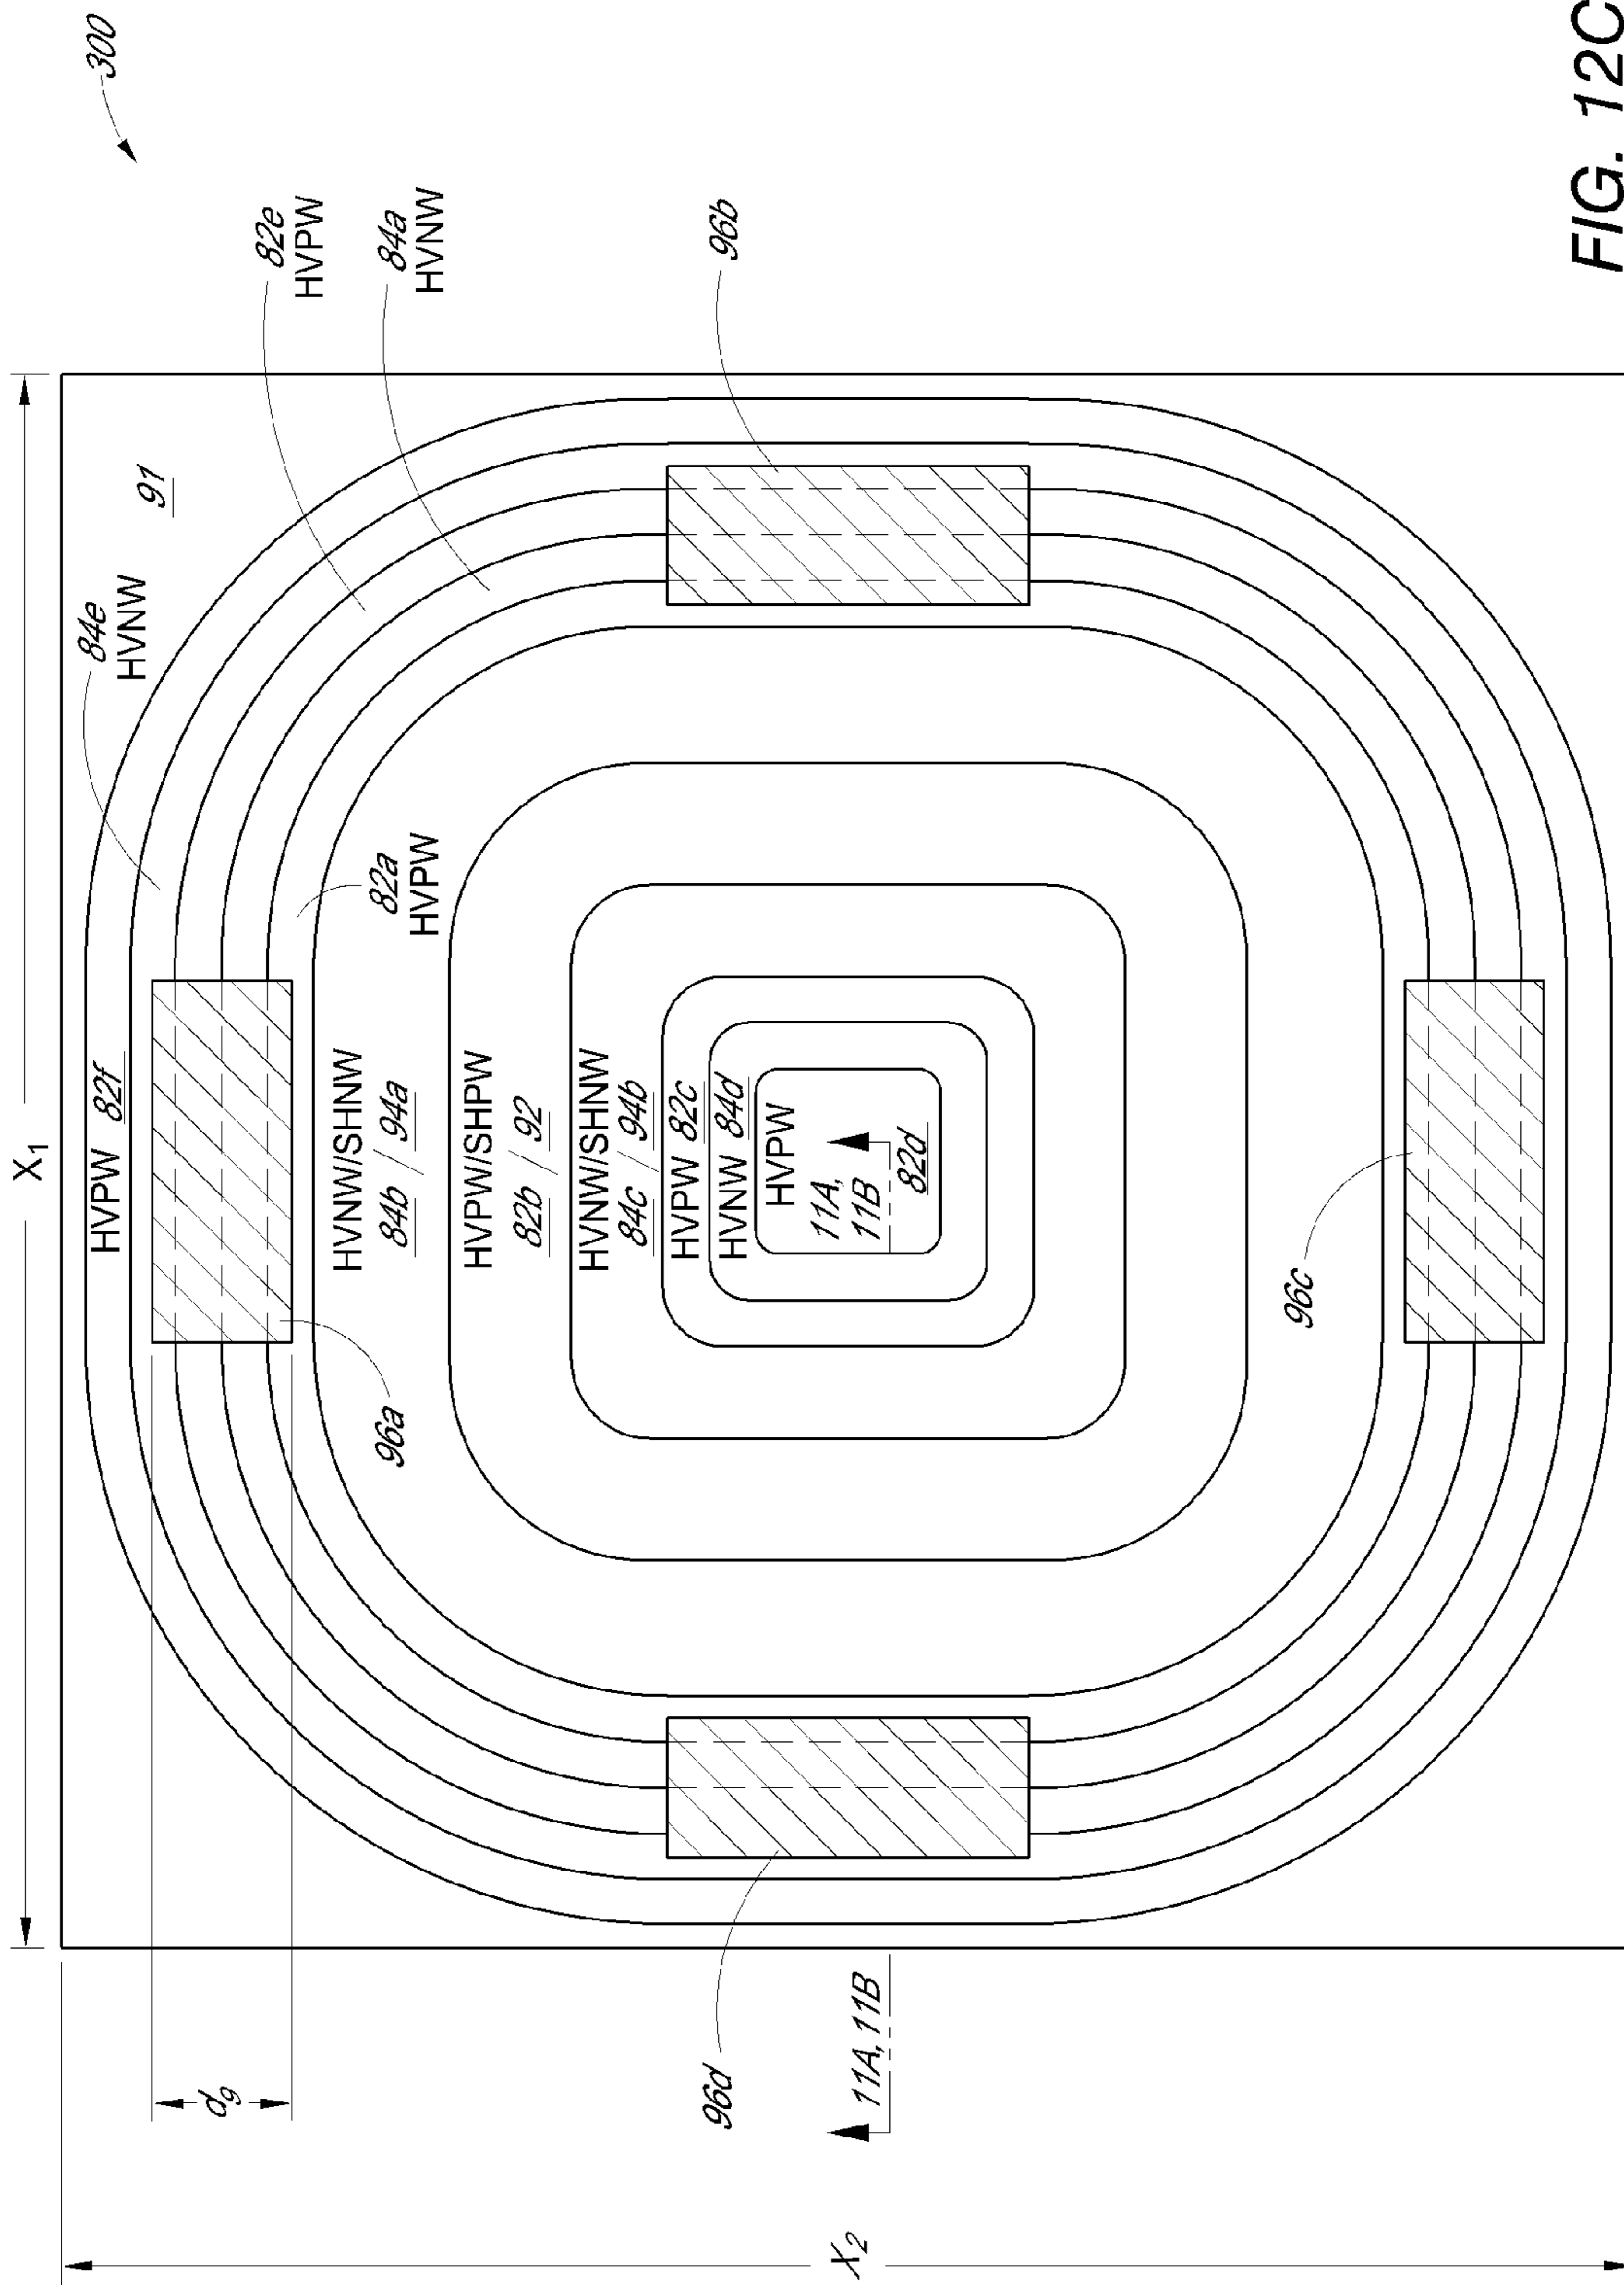 X₁
300
84e
HVNW
91
82e
HVPW
84a
HVNW
96b
HVPW 82f
82a
HVPW
96a
HVNW/SHNW
84b / 94a
HVPW/SHPW
82b / 92
HVNW/SHNW
84c / 94b
HVPW 82c
HVNW 84d
HVPW
11A,
11B
82d
96c
96d
11A, 11B
d₉
X₂
FIG. 12C